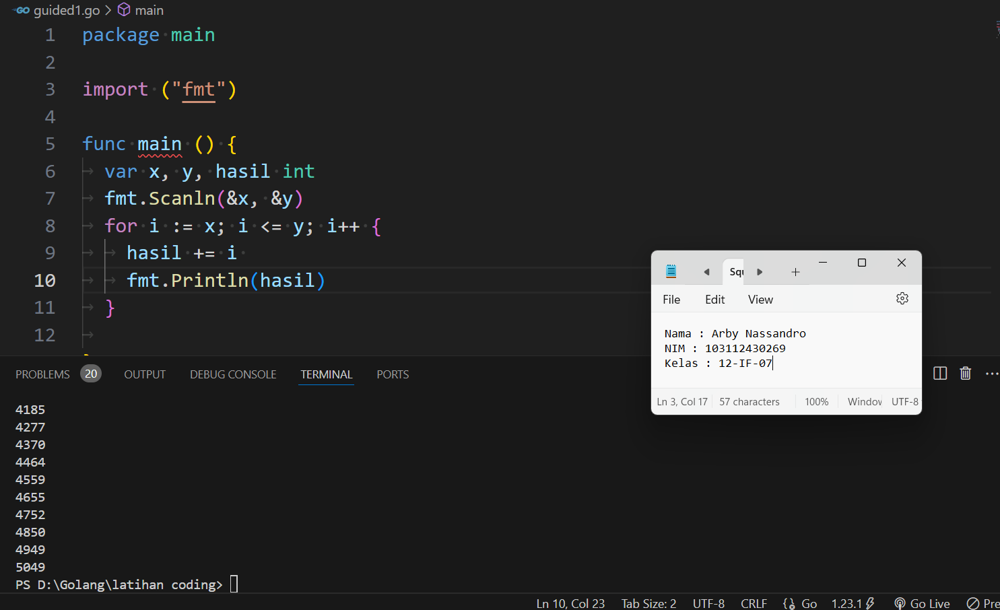 GO guided1.go > main
1 package main
2
3 import ("fmt")
4
5 func main () {
6 var x, y, hasil int
7 fmt.Scanln(&x, &y)
8 for i := x; i <= y; i++ {
9 hasil += i
10 fmt.Println(hasil)
11 }
12
Squ
File Edit View
Nama : Arby Nassandro
NIM : 103112430269
Kelas : 12-IF-07
Ln 3, Col 17 57 characters 100% Window UTF-8
PROBLEMS 20 OUTPUT DEBUG CONSOLE TERMINAL PORTS
4185
4277
4370
4464
4559
4655
4752
4850
4949
5049
PS D:\Golang\latihan coding>
Ln 10, Col 23 Tab Size: 2 UTF-8 CRLF Go 1.23.1 Go Live Pre